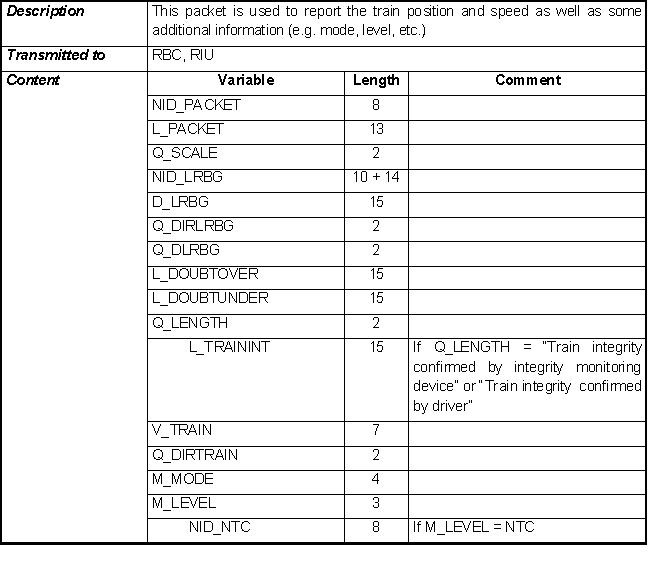 Description This packet is used to report the train position and speed as well as some
additional information (e.g. mode, level, etc.)
Transmitted to RBC, RIU
Content Variable Length Comment
NID_PACKET 8
L_PACKET 13
Q_SCALE 2
NID_LRBG 10 + 14
D_LRBG 15
Q_DIRLRBG 2
Q_DLRBG 2
L_DOUBTOVER 15
L_DOUBTUNDER 15
Q_LENGTH 2
L_TRAININT 15 If Q_LENGTH = "Train integrity
confirmed by integrity monitoring
device" or "Train integrity confirmed
by driver"
V_TRAIN 7
Q_DIRTRAIN 2
M_MODE 4
M_LEVEL 3
NID_NTC 8 If M_LEVEL = NTC